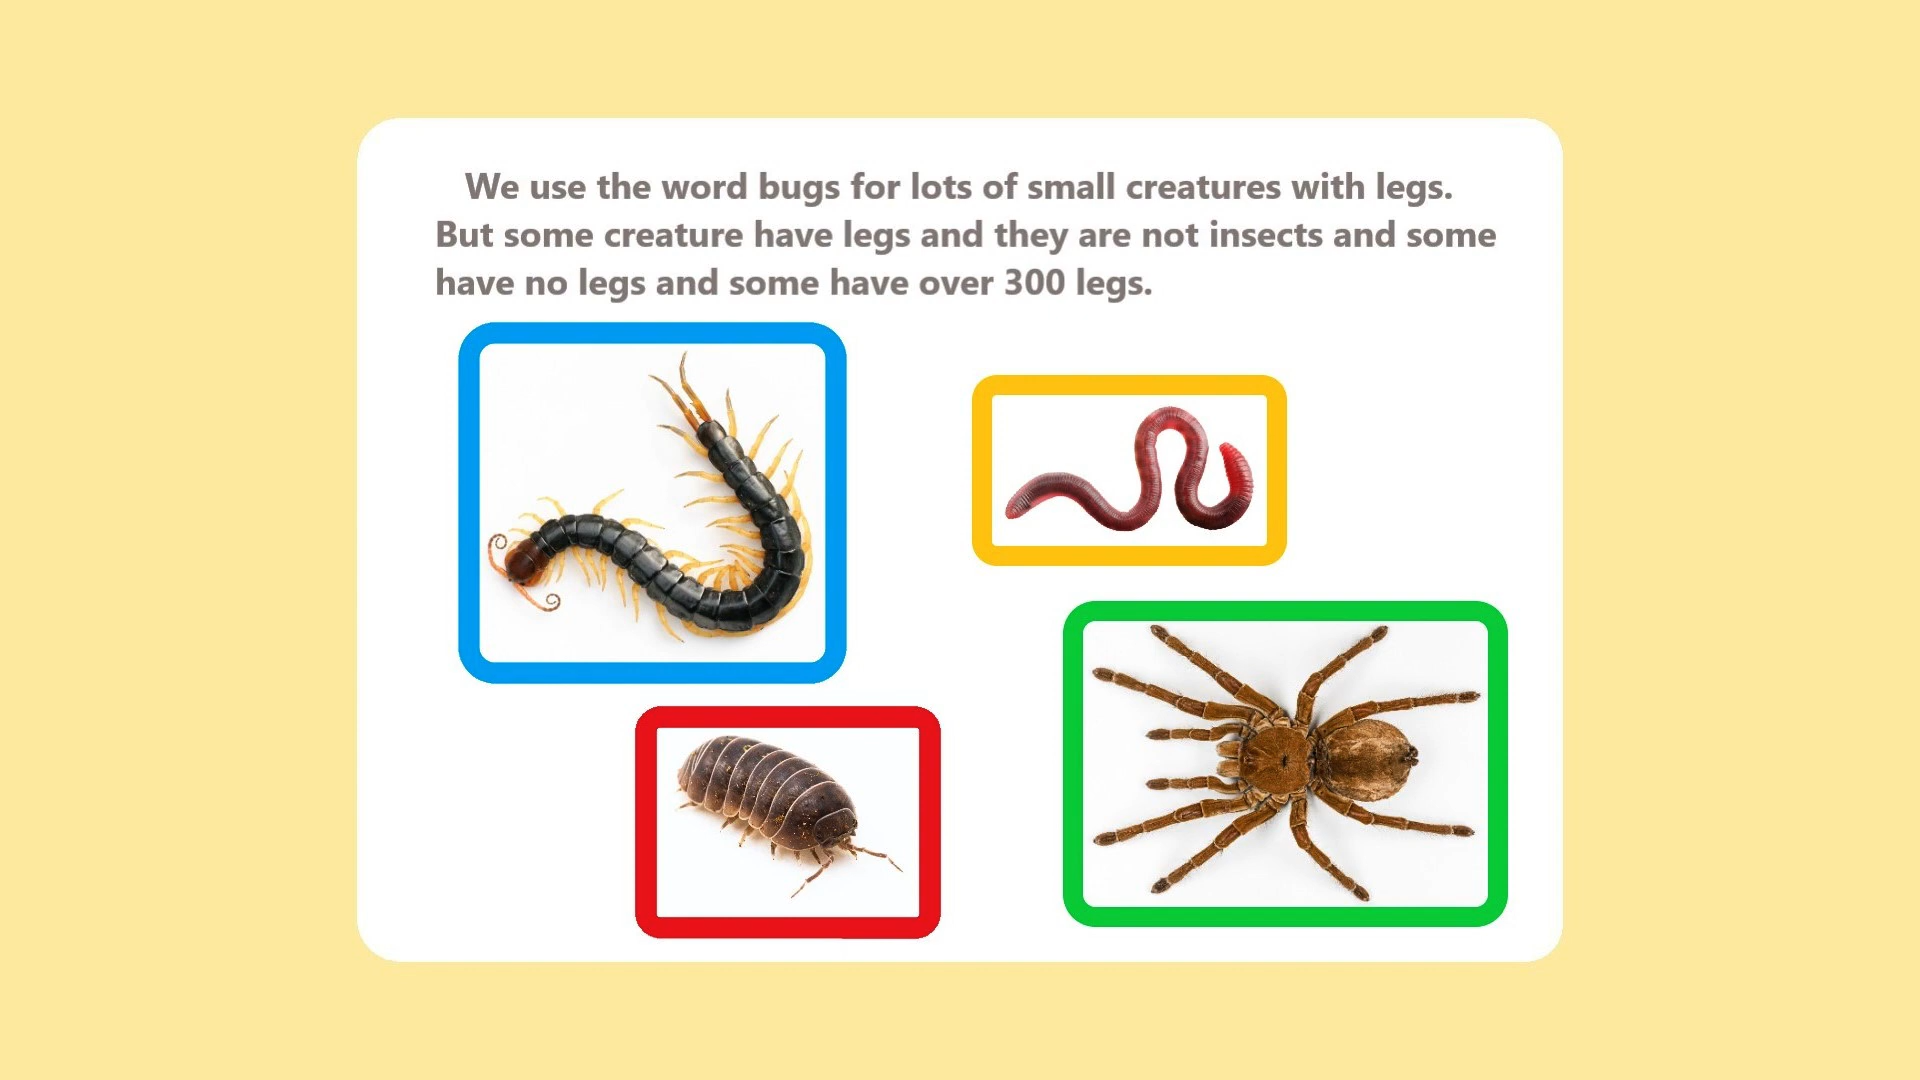 We use the word bugs for lots of small creatures with legs.
But some creature have legs and they are not insects and some
have no legs and some have over 300 legs.